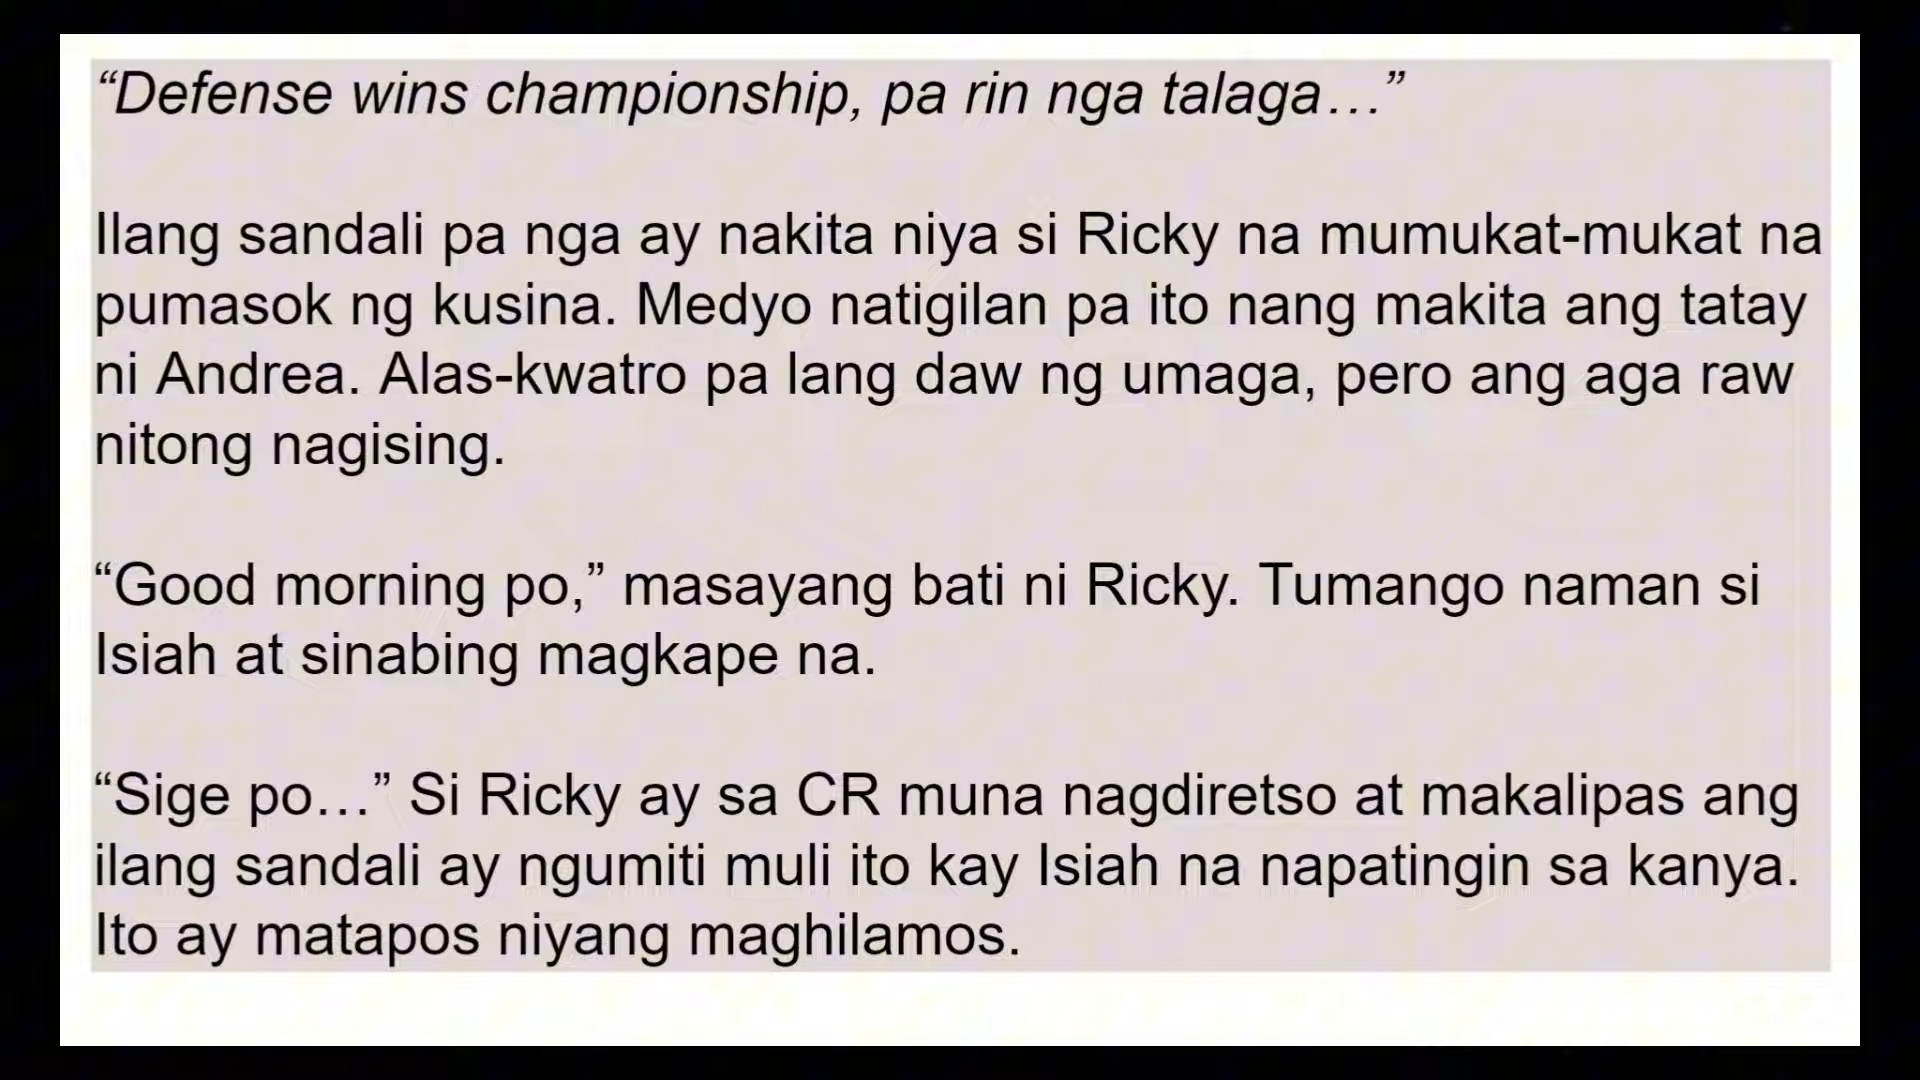 “Defense wins championship, pa rin nga talaga…”
Ilang sandali pa nga ay nakita niya si Ricky na mumukat-mukat na
pumasok ng kusina. Medyo natigilan pa ito nang makita ang tatay
ni Andrea. Alas-kwatro pa lang daw ng umaga, pero ang aga raw
nitong nagising.
“Good morning po,” masayang bati ni Ricky. Tumango naman si
Isiah at sinabing magkape na.
“Sige po…” Si Ricky ay sa CR muna nagdiretso at makalipas ang
ilang sandali ay ngumiti muli ito kay Isiah na napatingin sa kanya.
Ito ay matapos niyang maghilamos.